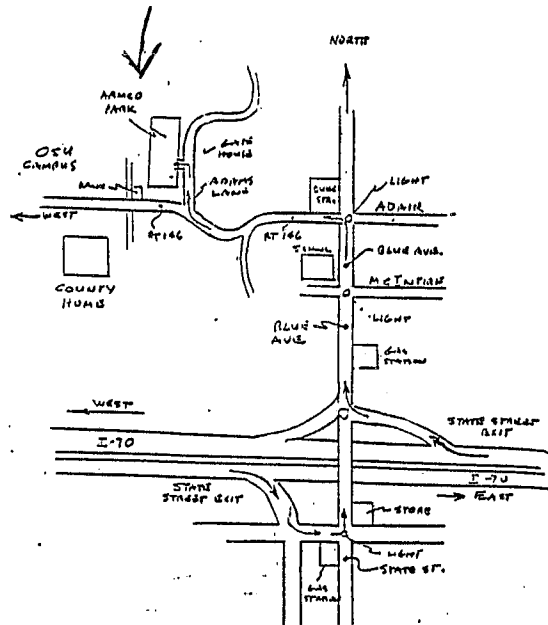 NORTH
ARMCO
PARK
OSU
CAMPUS
GATE
HOUSE
ADAMS
LANE
LIGHT
ADAIR
WEST
RT 146
RT 146
BLUE AVE.
SCHOOL
McINTIRE
COUNTY
HOME
BLUE
AVE.
LIGHT
GAS
STATION
WEST
STATE STREET
EXIT
I-70
I-70
EAST
STATE
STREET EXIT
STORE
LIGHT
STATE ST.
GAS
STATION